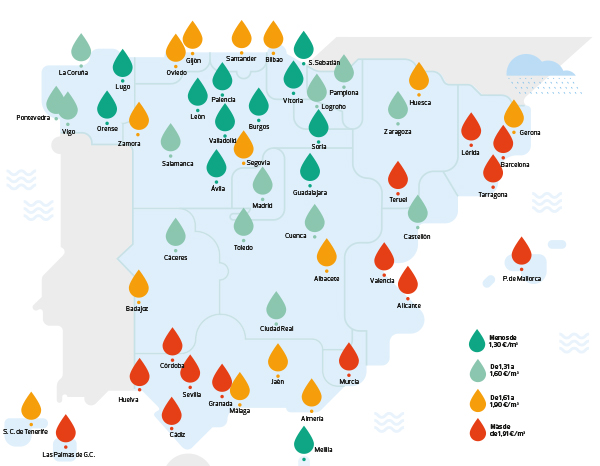 Gijón
Santander
Bilbao
S. Sebastián
Oviedo
La Coruña
Lugo
Palencia
Vitoria
Pamplona
Huesca
León
Logroño
Pontevedra
Vigo
Orense
Zamora
Valladolid
Burgos
Soria
Zaragoza
Gerona
Lérida
Barcelona
Salamanca
Segovia
Ávila
Guadalajara
Teruel
Tarragona
Madrid
Cuenca
Castellón
Toledo
Cáceres
Albacete
Valencia
P. de Mallorca
Badajoz
Alicante
Ciudad Real
Menos de
1,30 €/m³
Córdoba
Jaén
Murcia
De 1,31 a
1,60 €/m³
Huelva
Sevilla
Granada
Málaga
De 1,61 a
1,90 €/m³
Almería
S. C. de Tenerife
Cádiz
Más de
de 1,91 €/m³
Las Palmas de G.C.
Melilla